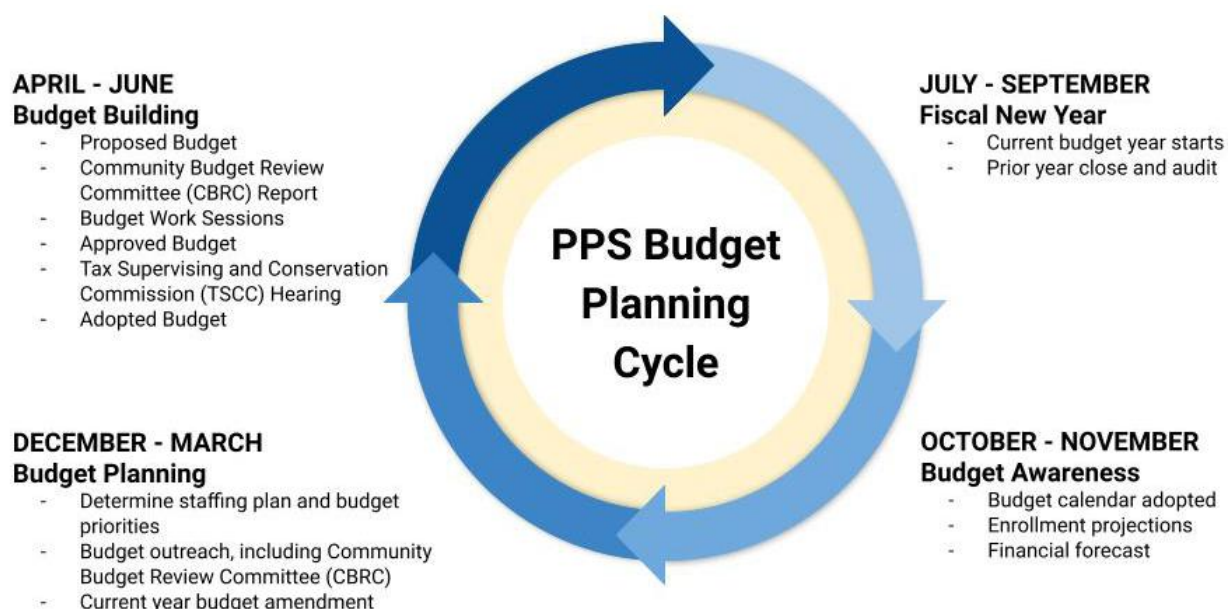 APRIL - JUNE
Budget Building
- Proposed Budget
- Community Budget Review
Committee (CBRC) Report
- Budget Work Sessions
- Approved Budget
- Tax Supervising and Conservation
Commission (TSCC) Hearing
- Adopted Budget
JULY - SEPTEMBER
Fiscal New Year
- Current budget year starts
- Prior year close and audit
PPS Budget
Planning
Cycle
DECEMBER - MARCH
Budget Planning
- Determine staffing plan and budget
priorities
- Budget outreach, including Community
Budget Review Committee (CBRC)
- Current year budget amendment
OCTOBER - NOVEMBER
Budget Awareness
- Budget calendar adopted
- Enrollment projections
- Financial forecast